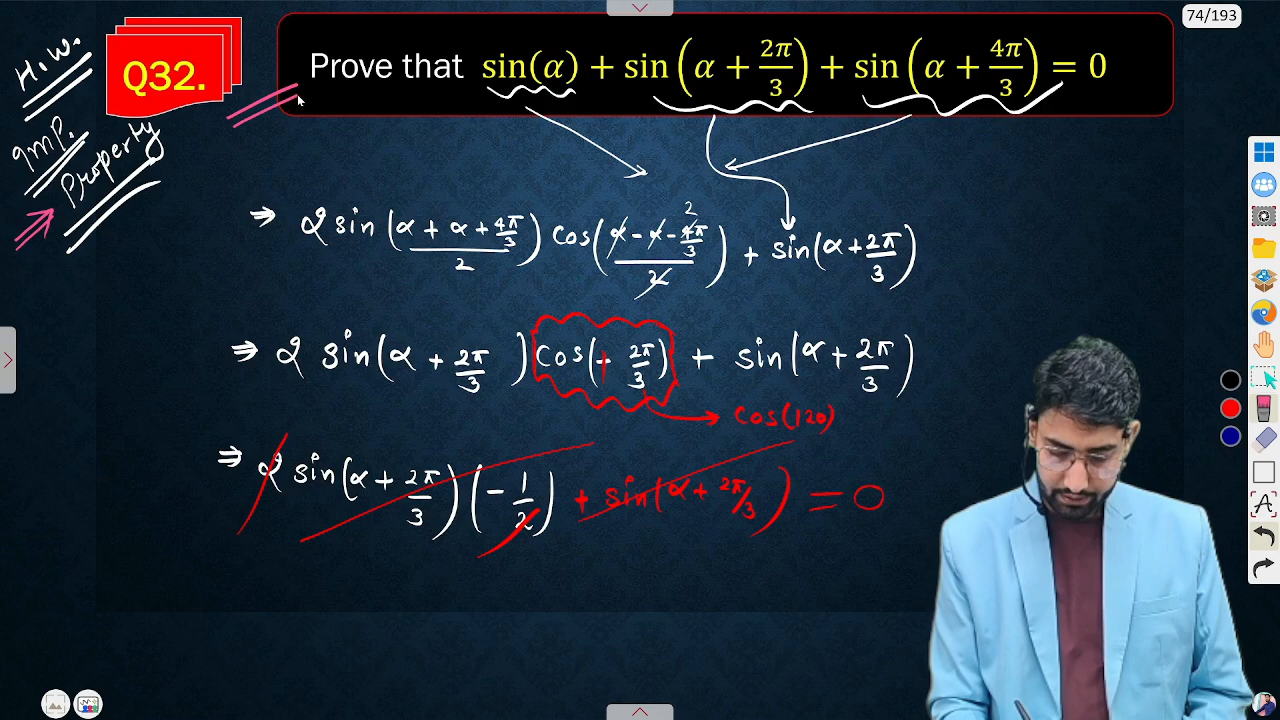 74/193
H.W.
Q32.
Prove that sin(α) + sin(α + 2π/3) + sin(α + 4π/3) = 0
Imp.
Property
⇒ 2 sin((α + α + 4π/3)/2) cos((α - α - 4π/3)/2) + sin(α + 2π/3)
2
⇒ 2 sin(α + 2π/3) cos(- 2π/3) + sin(α + 2π/3)
cos(120)
⇒ 2 sin(α + 2π/3) (- 1/2) + sin(α + 2π/3) = 0